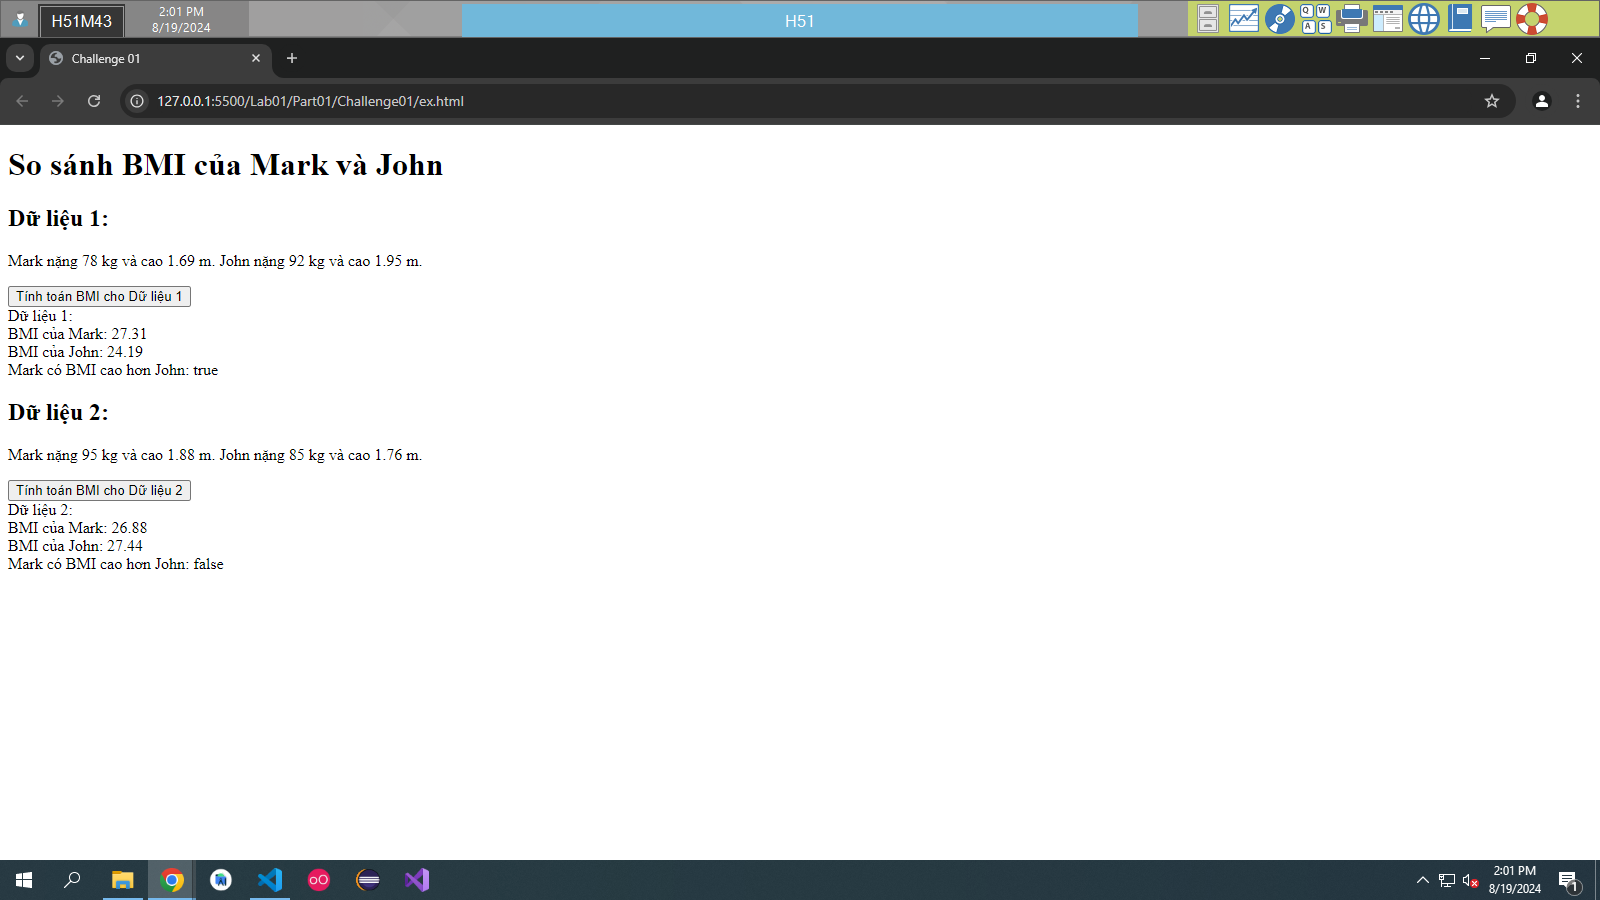 H51M43
2:01 PM
8/19/2024
H51
Q W
A S
Challenge 01
127.0.0.1:5500/Lab01/Part01/Challenge01/ex.html
So sánh BMI của Mark và John
Dữ liệu 1:
Mark nặng 78 kg và cao 1.69 m. John nặng 92 kg và cao 1.95 m.
Tính toán BMI cho Dữ liệu 1
Dữ liệu 1:
BMI của Mark: 27.31
BMI của John: 24.19
Mark có BMI cao hơn John: true
Dữ liệu 2:
Mark nặng 95 kg và cao 1.88 m. John nặng 85 kg và cao 1.76 m.
Tính toán BMI cho Dữ liệu 2
Dữ liệu 2:
BMI của Mark: 26.88
BMI của John: 27.44
Mark có BMI cao hơn John: false
2:01 PM
8/19/2024
1